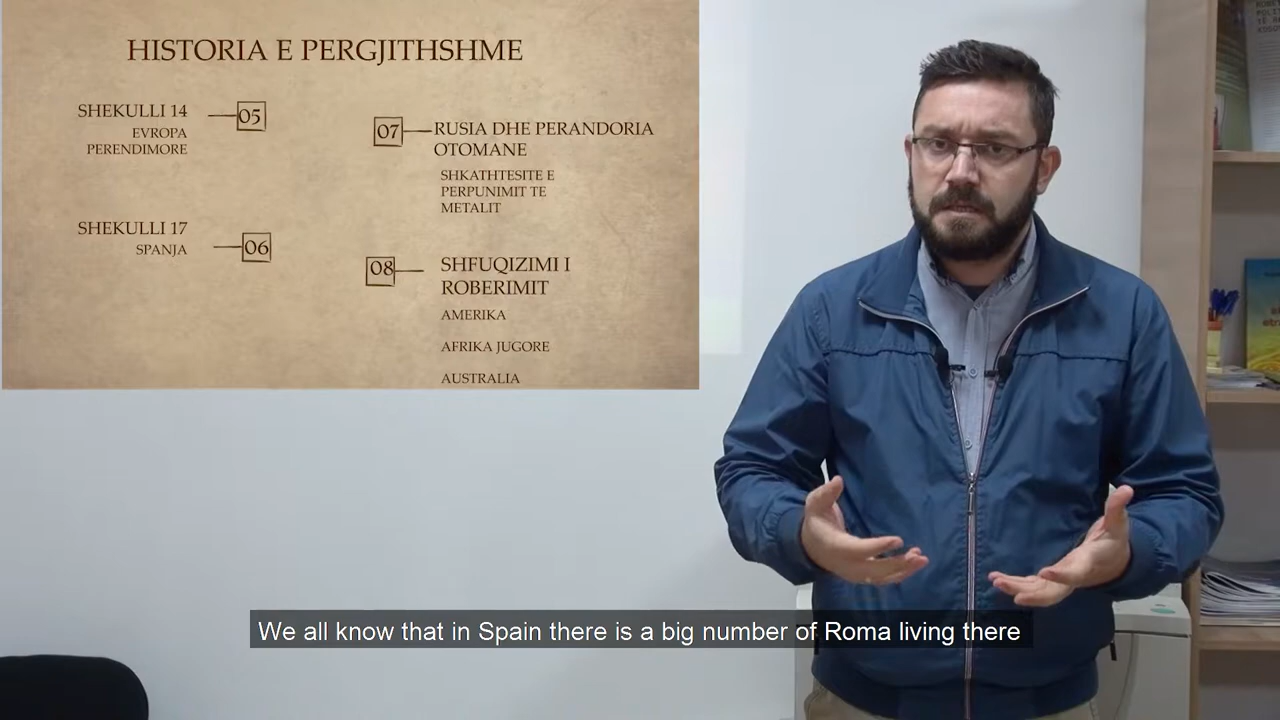 HISTORIA E PERGJITHSHME
SHEKULLI 14
05
EVROPA
PERENDIMORE
SHEKULLI 17
SPANJA
06
07
RUSIA DHE PERANDORIA
OTOMANE
SHKATHTESITE E
PERPUNIMIT TE
METALIT
08
SHFUQIZIMI I
ROBERIMIT
AMERIKA
AFRIKA JUGORE
AUSTRALIA
We all know that in Spain there is a big number of Roma living there